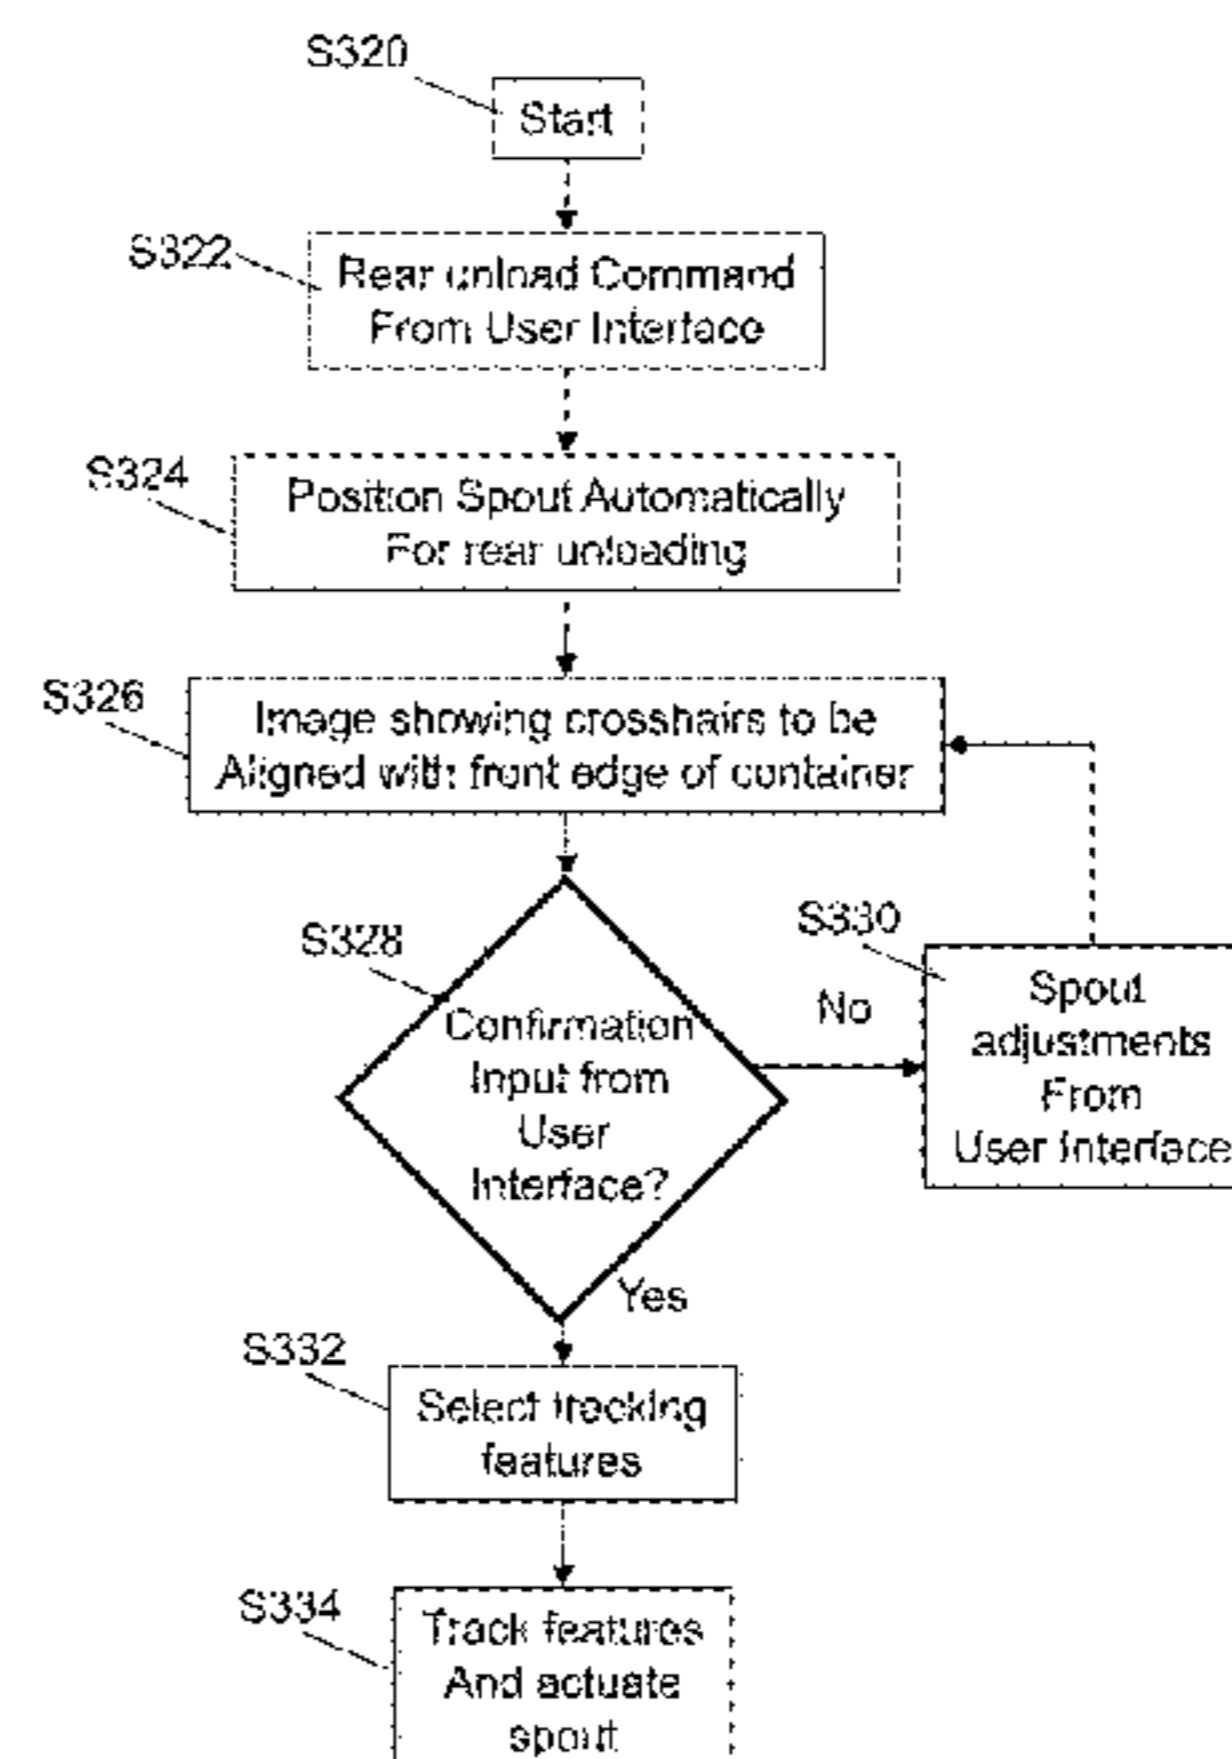 S320
Start
S322
Rear unload Command
From User Interface
S324
Position Spout Automatically
For rear unloading
S326
Image showing crosshairs to be
Aligned with front edge of container
S328
Confirmation
Input from
User
Interface?
No
S330
Spout
adjustments
From
User Interface
Yes
S332
Select tracking
features
S334
Track features
And actuate
spout